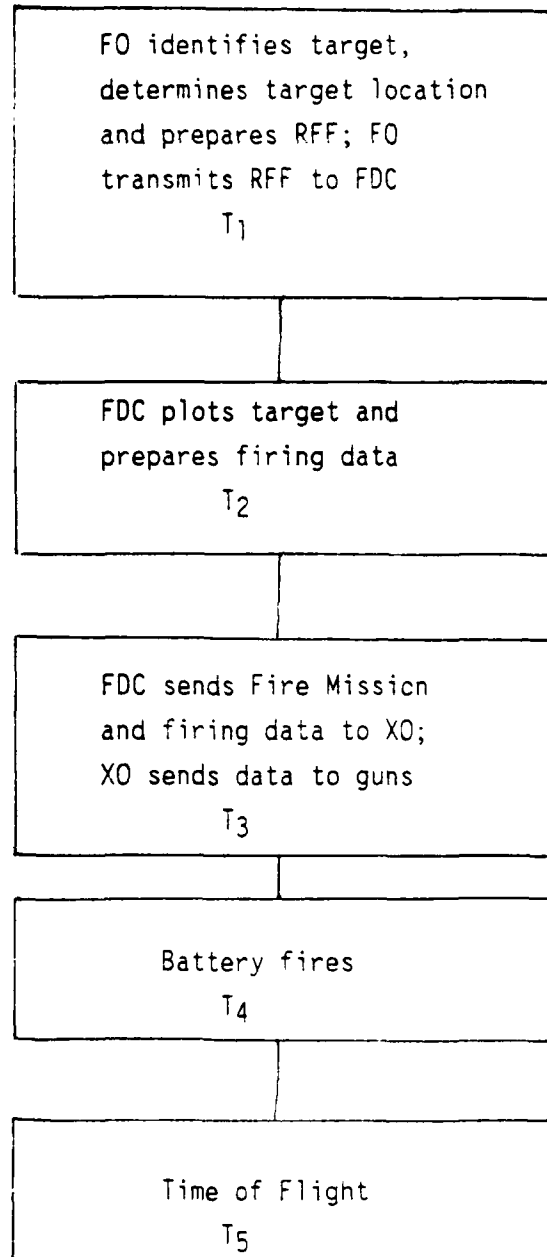 FO identifies target,
determines target location
and prepares RFF; FO
transmits RFF to FDC
T1
FDC plots target and
prepares firing data
T2
FDC sends Fire Mission
and firing data to XO;
XO sends data to guns
T3
Battery fires
T4
Time of Flight
T5